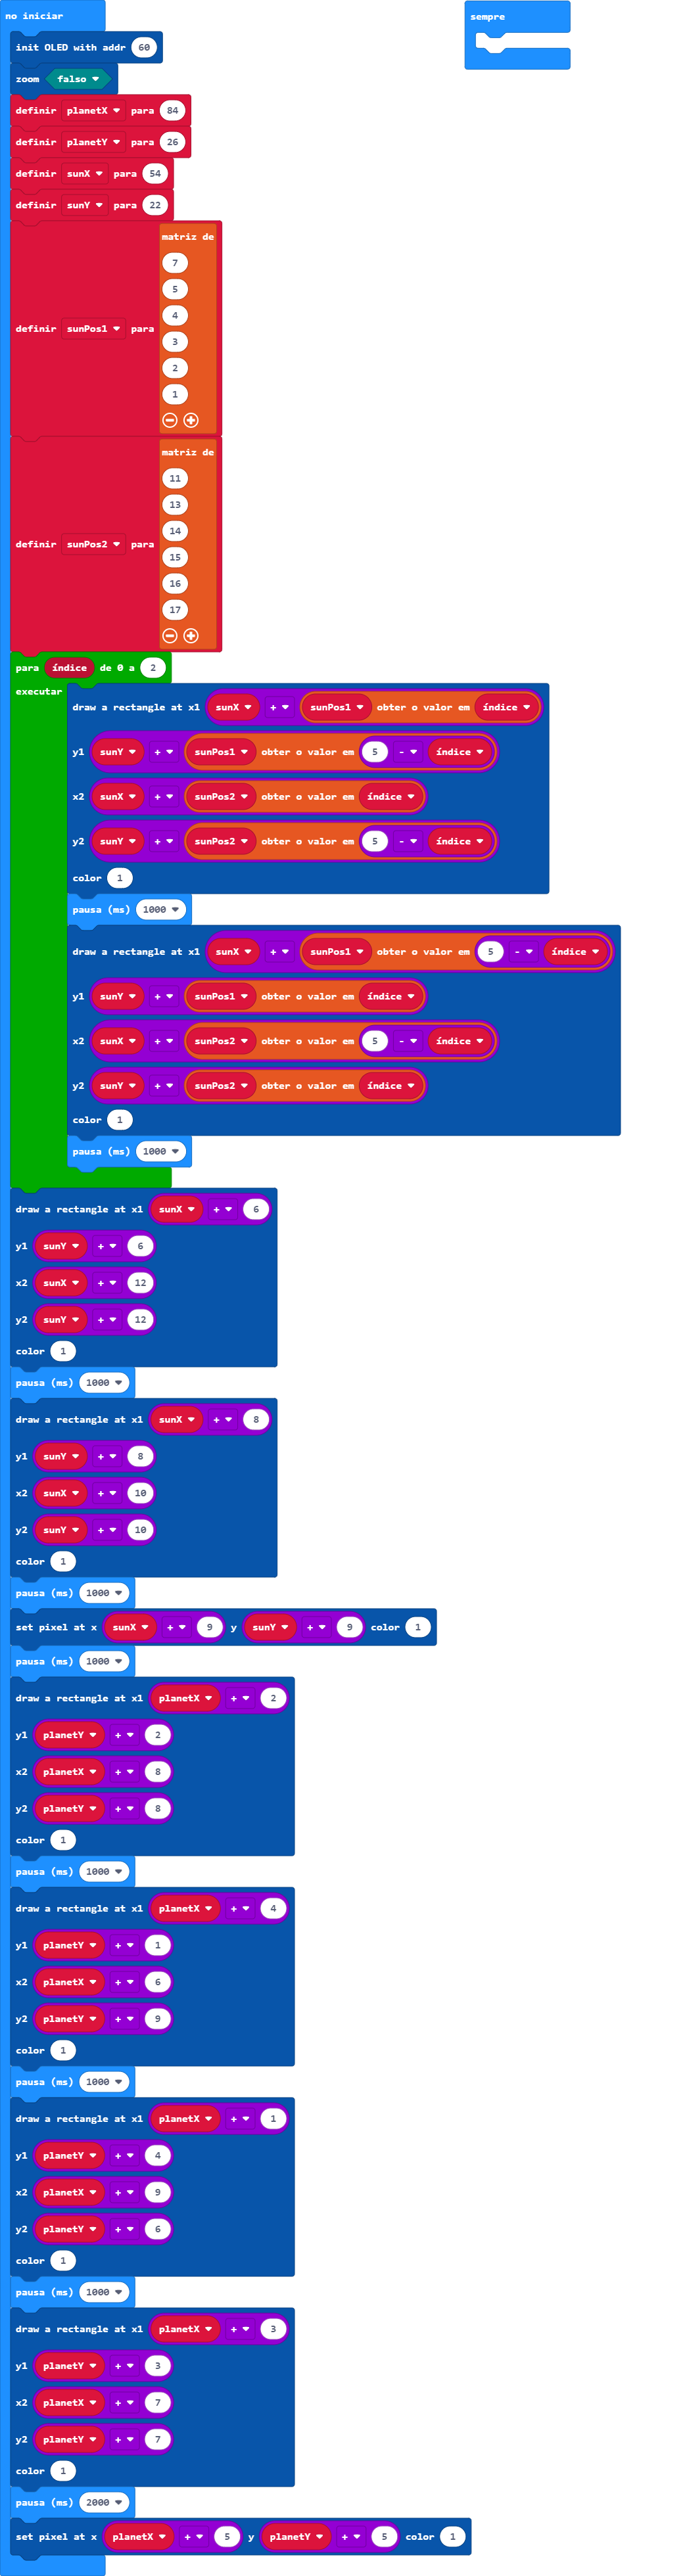 no iniciar
sempre
init OLED with addr 60
zoom falso
definir planetX para 84
definir planetY para 26
definir sunX para 54
definir sunY para 22
matriz de
7
5
4
definir sunPos1 para
3
2
1
matriz de
11
13
14
definir sunPos2 para
15
16
17
para índice de 0 a 2
executar
draw a rectangle at x1 sunX + sunPos1 obter o valor em índice
y1 sunY + sunPos1 obter o valor em 5 - índice
x2 sunX + sunPos2 obter o valor em índice
y2 sunY + sunPos2 obter o valor em 5 - índice
color 1
pausa (ms) 1000
draw a rectangle at x1 sunX + sunPos1 obter o valor em 5 - índice
y1 sunY + sunPos1 obter o valor em índice
x2 sunX + sunPos2 obter o valor em 5 - índice
y2 sunY + sunPos2 obter o valor em índice
color 1
pausa (ms) 1000
draw a rectangle at x1 sunX + 6
y1 sunY + 6
x2 sunX + 12
y2 sunY + 12
color 1
pausa (ms) 1000
draw a rectangle at x1 sunX + 8
y1 sunY + 8
x2 sunX + 10
y2 sunY + 10
color 1
pausa (ms) 1000
set pixel at x sunX + 9 y sunY + 9 color 1
pausa (ms) 1000
draw a rectangle at x1 planetX + 2
y1 planetY + 2
x2 planetX + 8
y2 planetY + 8
color 1
pausa (ms) 1000
draw a rectangle at x1 planetX + 4
y1 planetY + 1
x2 planetX + 6
y2 planetY + 9
color 1
pausa (ms) 1000
draw a rectangle at x1 planetX + 1
y1 planetY + 4
x2 planetX + 9
y2 planetY + 6
color 1
pausa (ms) 1000
draw a rectangle at x1 planetX + 3
y1 planetY + 3
x2 planetX + 7
y2 planetY + 7
color 1
pausa (ms) 2000
set pixel at x planetX + 5 y planetY + 5 color 1